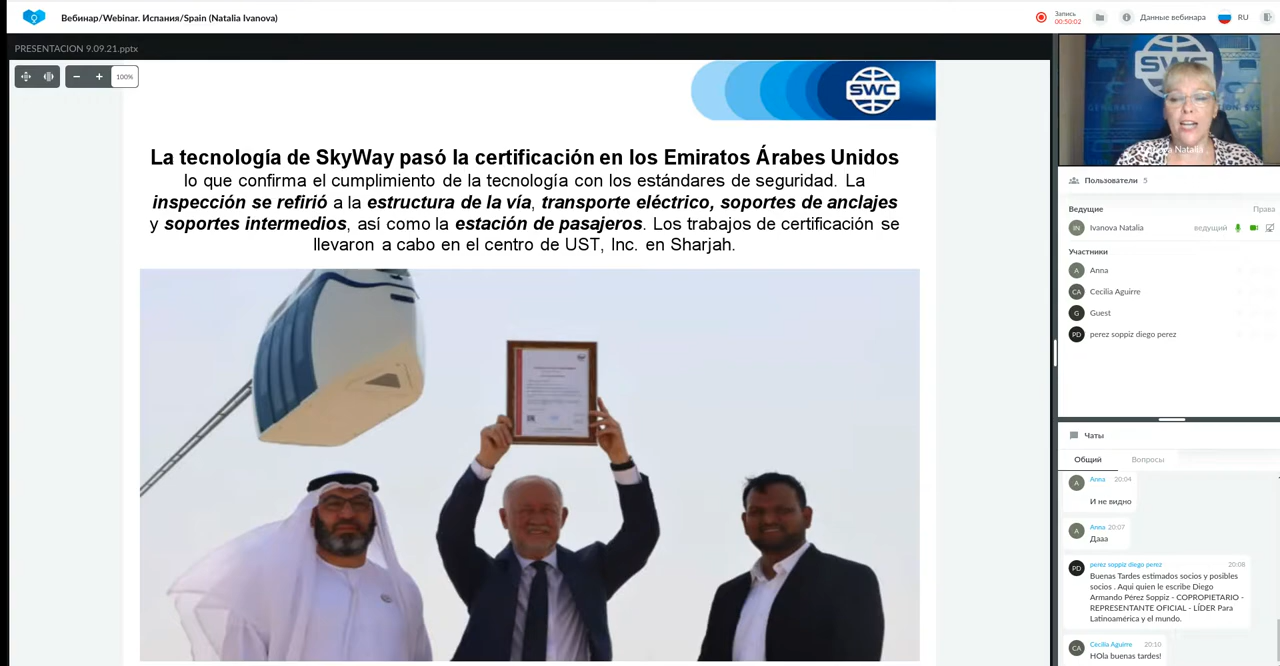 Вебинар/Webinar. Испания/Spain (Natalia Ivanova)
Запись
00:50:02
Данные вебинара
RU
PRESENTACION 9.09.21.pptx
100%
SWC
La tecnología de SkyWay pasó la certificación en los Emiratos Árabes Unidos
lo que confirma el cumplimiento de la tecnología con los estándares de seguridad. La
inspección se refirió a la estructura de la vía, transporte eléctrico, soportes de anclajes
y soportes intermedios, así como la estación de pasajeros. Los trabajos de certificación se
llevaron a cabo en el centro de UST, Inc. en Sharjah.
SWC
Natalia
Пользователи 5
Ведущие Права
IN Ivanova Natalia ведущий
Участники
A Anna
CA Cecilia Aguirre
G Guest
PD perez soppiz diego perez
Чаты
Общий Вопросы
A Anna 20:04
И не видно
A Anna 20:07
Дааа
PD perez soppiz diego perez 20:08
Buenas Tardes estimados socios y posibles
socios . Aqui quien le escribe Diego
Armando Pérez Soppiz - COPROPIETARIO -
REPRESENTANTE OFICIAL - LÍDER Para
Latinoamérica y el mundo.
CA Cecilia Aguirre 20:10
HOla buenas tardes!